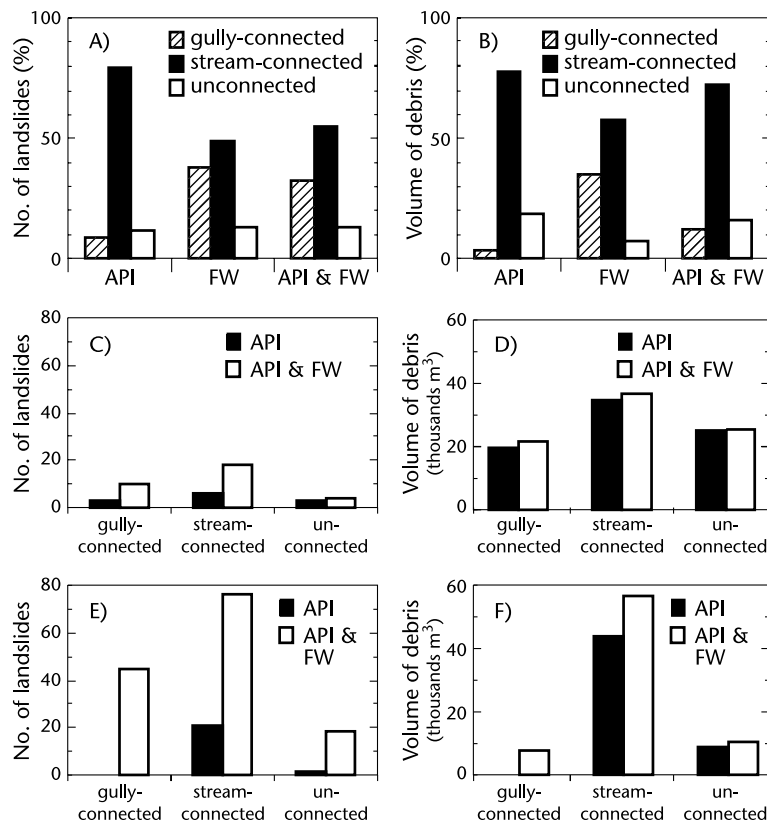 A)
gully-connected
stream-connected
unconnected
No. of landslides (%)
100
50
0
API
FW
API & FW
B)
gully-connected
stream-connected
unconnected
Volume of debris (%)
100
50
0
API
FW
API & FW
C)
API
API & FW
No. of landslides
80
60
40
20
0
gully-
connected
stream-
connected
un-
connected
D)
API
API & FW
Volume of debris
(thousands m³)
60
40
20
0
gully-
connected
stream-
connected
un-
connected
E)
API
API &
FW
No. of landslides
80
60
40
20
0
gully-
connected
stream-
connected
un-
connected
F)
API
API &
FW
Volume of debris
(thousands m³)
60
40
20
0
gully-
connected
stream-
connected
un-
connected